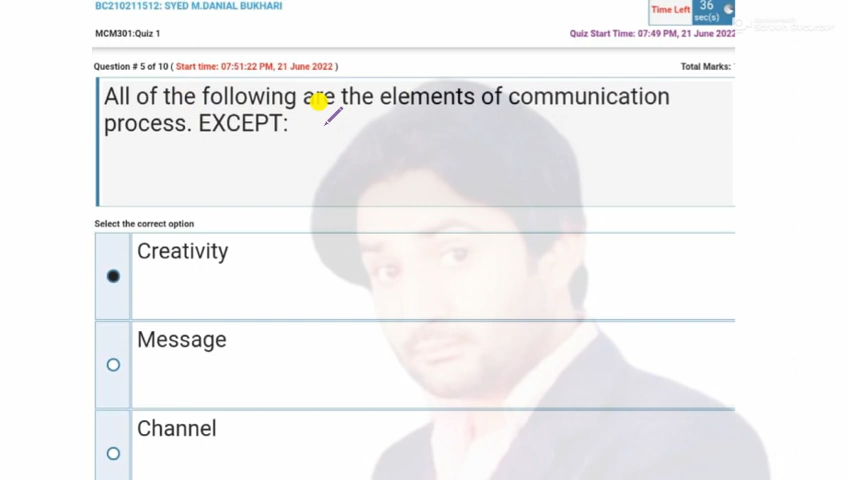 BC210211512: SYED M.DANIAL BUKHARI
Time Left 36
sec(s)
MCM301:Quiz 1
Quiz Start Time: 07:49 PM, 21 June 2022
Question # 5 of 10 ( Start time: 07:51:22 PM, 21 June 2022 )
Total Marks:
All of the following are the elements of communication
process. EXCEPT:
Select the correct option
Creativity
Message
Channel